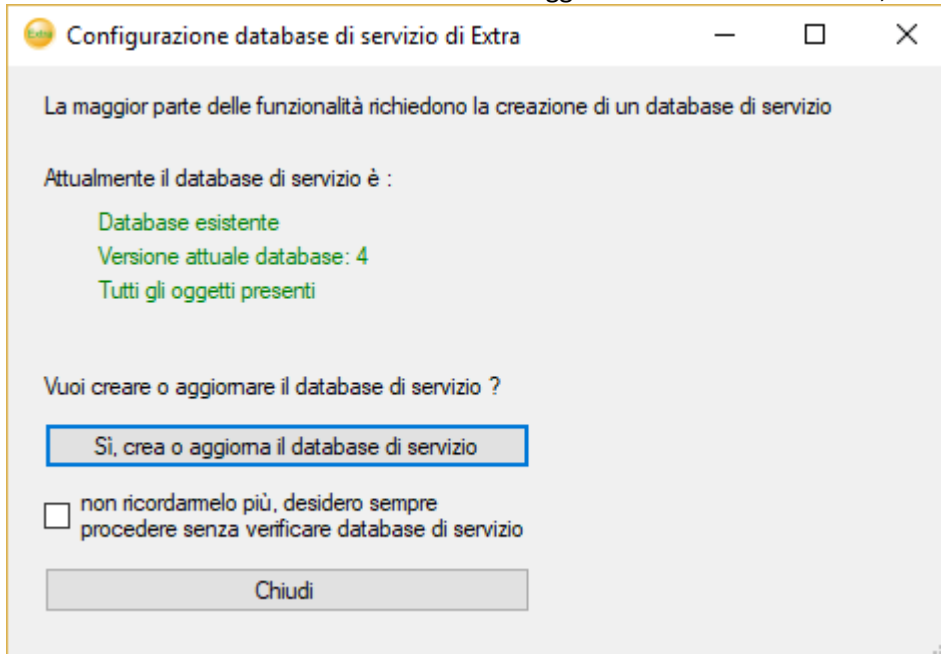 Extra Configurazione database di servizio di Extra
La maggior parte delle funzionalità richiedono la creazione di un database di servizio
Attualmente il database di servizio è :
Database esistente
Versione attuale database: 4
Tutti gli oggetti presenti
Vuoi creare o aggiornare il database di servizio ?
Sì, crea o aggiorna il database di servizio
non ricordarmelo più, desidero sempre
procedere senza verificare database di servizio
Chiudi